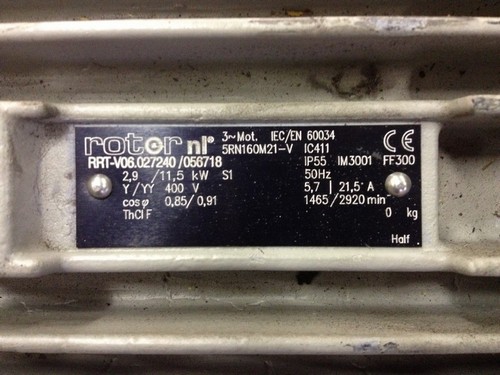 rotor nl® 3~Mot. IEC/EN 60034 CE
5RN160M21-V IC411
RRT-V06.027240 /056718 IP55 IM3001 FF300
2,9 /11,5 kW S1 50Hz
Y/YY 400 V 5,7 | 21,5 A
cosφ 0,85/0,91 1465/2920 min⁻
ThCl F 0 kg
Half